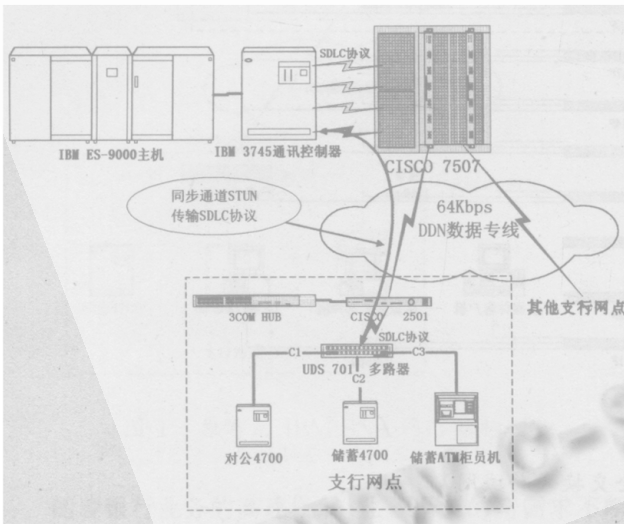 SDLC协议
IBM ES-9000主机
IBM 3745通讯控制器
CISCO 7507
同步通道STUN
传输SDLC协议
64Kbps
DDN数据专线
其他支行网点
3COM HUB
CISCO 2501
SDLC协议
C1
UDS 701 多路器
C3
C2
对公4700
储蓄4700
储蓄ATM柜员机
支行网点